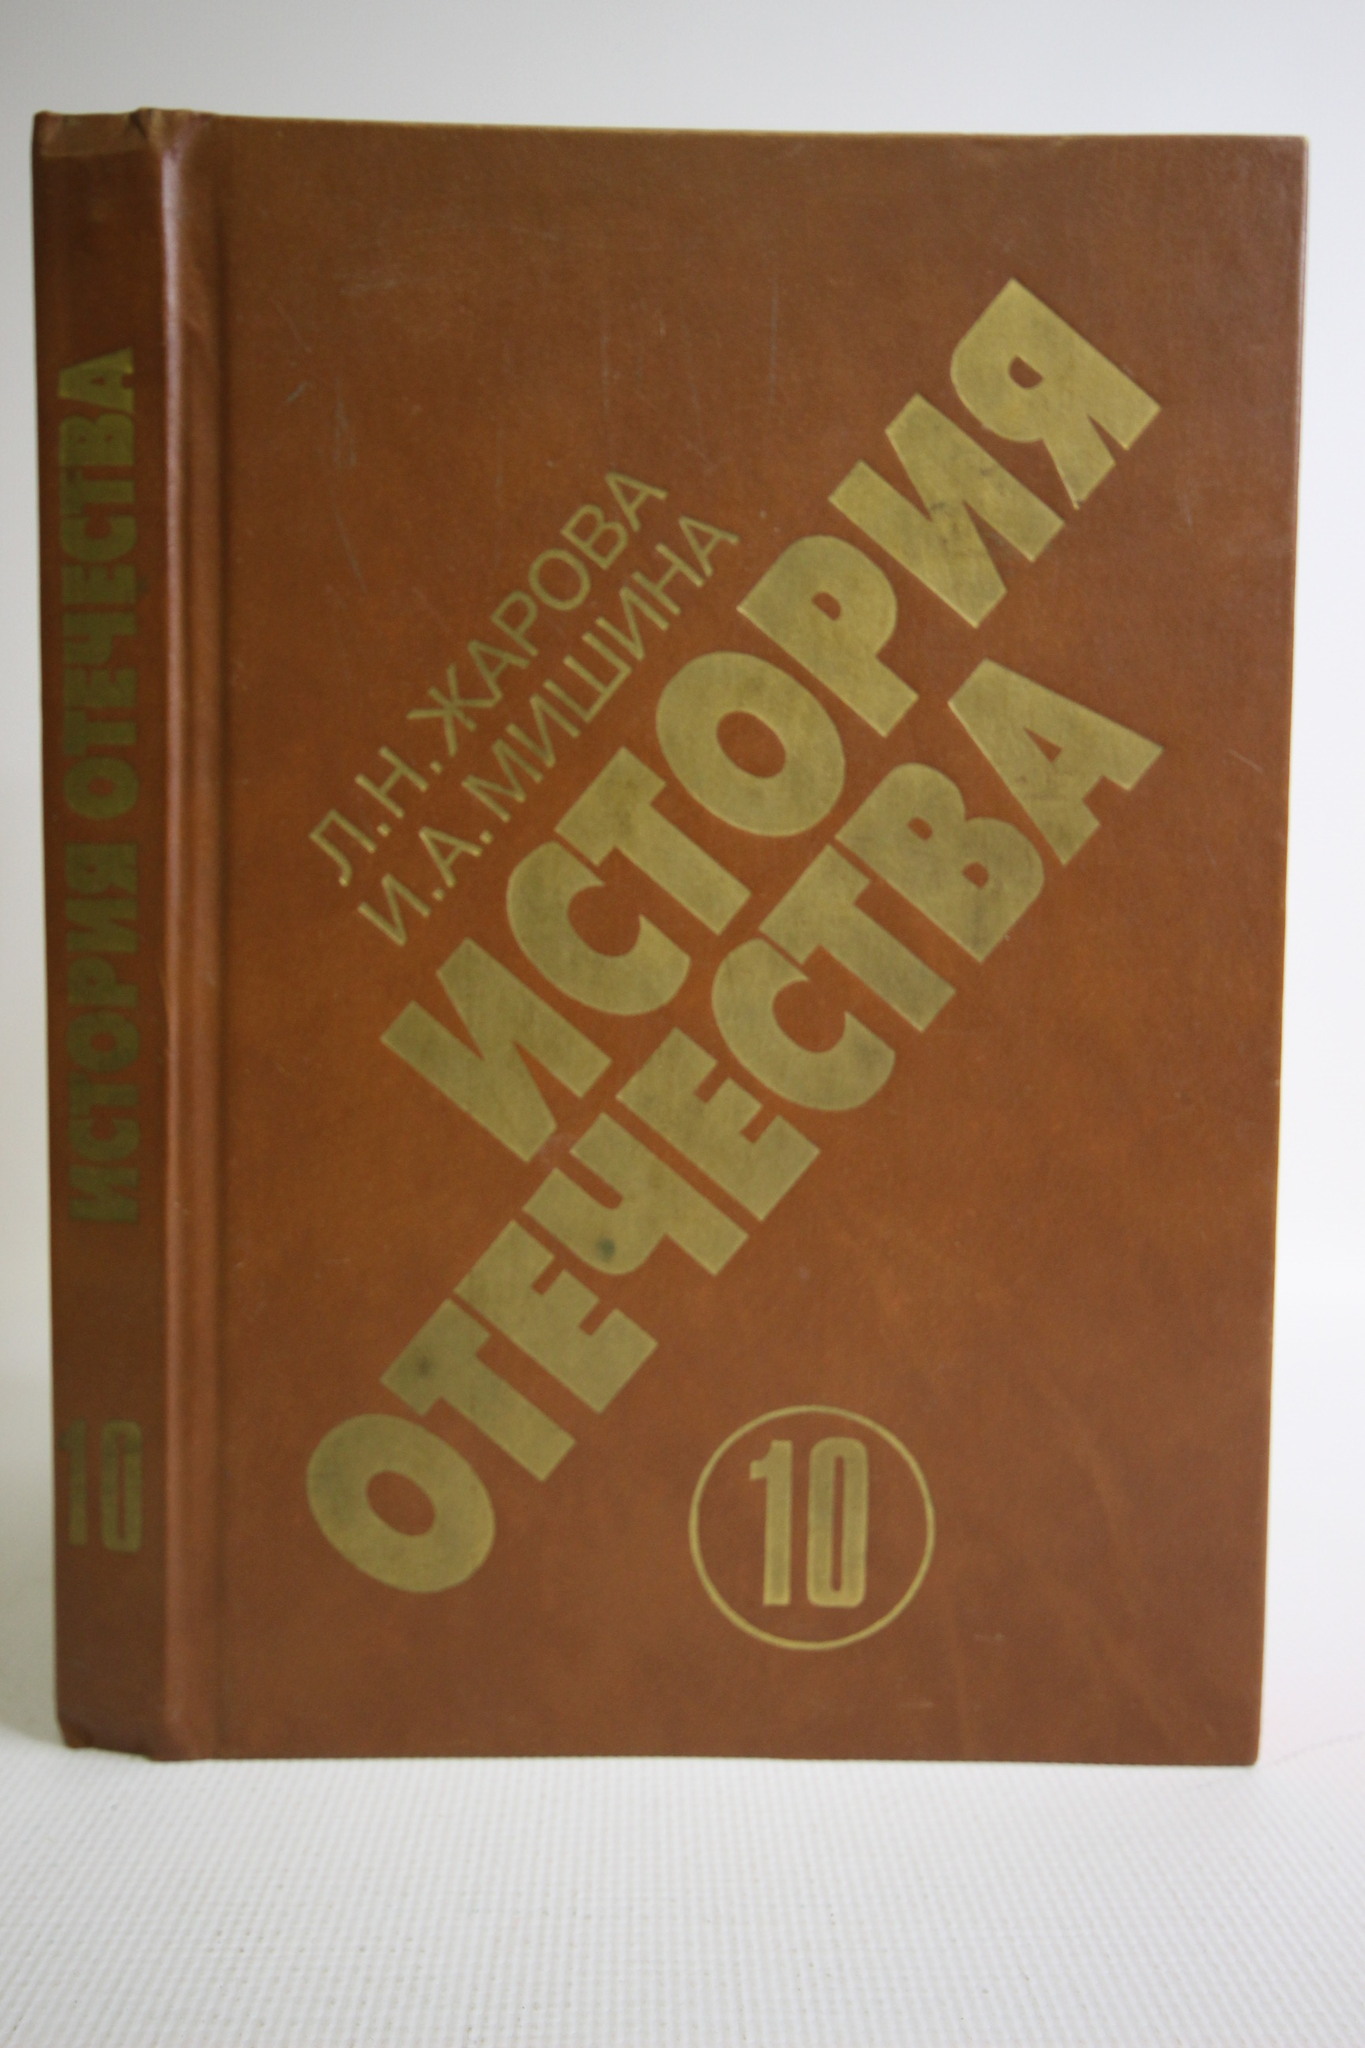 Л.Н.ЖАРОВА
И.А.МИШИНА
ИСТОРИЯ
ОТЕЧЕСТВА
10
ИСТОРИЯ ОТЕЧЕСТВА
10